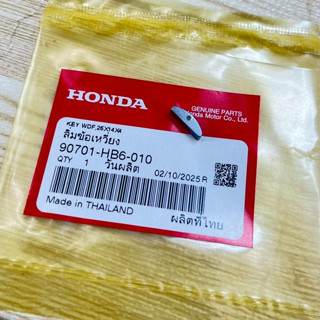 HONDA
GENUINE PARTS
Honda Motor Co., Ltd.
KEY WDF,25X14X4
ลิ่มข้อเหวี่ยง
90701-HB6-010
QTY 1 วันผลิต 02/10/2025 R
Made in THAILAND ผลิตที่ไทย